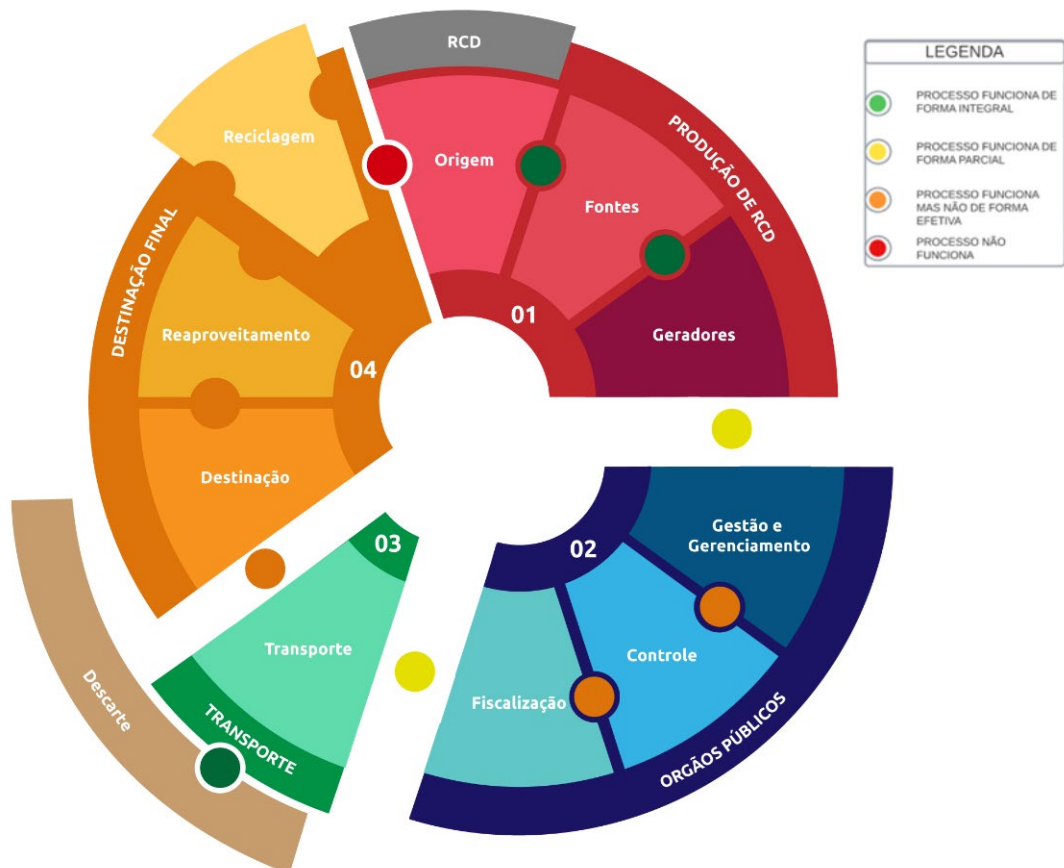 RCD
Origem
Fontes
Geradores
PRODUÇÃO DE RCD
01
LEGENDA
PROCESSO FUNCIONA DE
FORMA INTEGRAL
PROCESSO FUNCIONA DE
FORMA PARCIAL
PROCESSO FUNCIONA
MAS NÃO DE FORMA
EFETIVA
PROCESSO NÃO
FUNCIONA
02
Gestão e
Gerenciamento
Controle
Fiscalização
ORGÃOS PÚBLICOS
03
Transporte
TRANSPORTE
Descarte
04
Destinação
Reaproveitamento
Reciclagem
DESTINAÇÃO FINAL